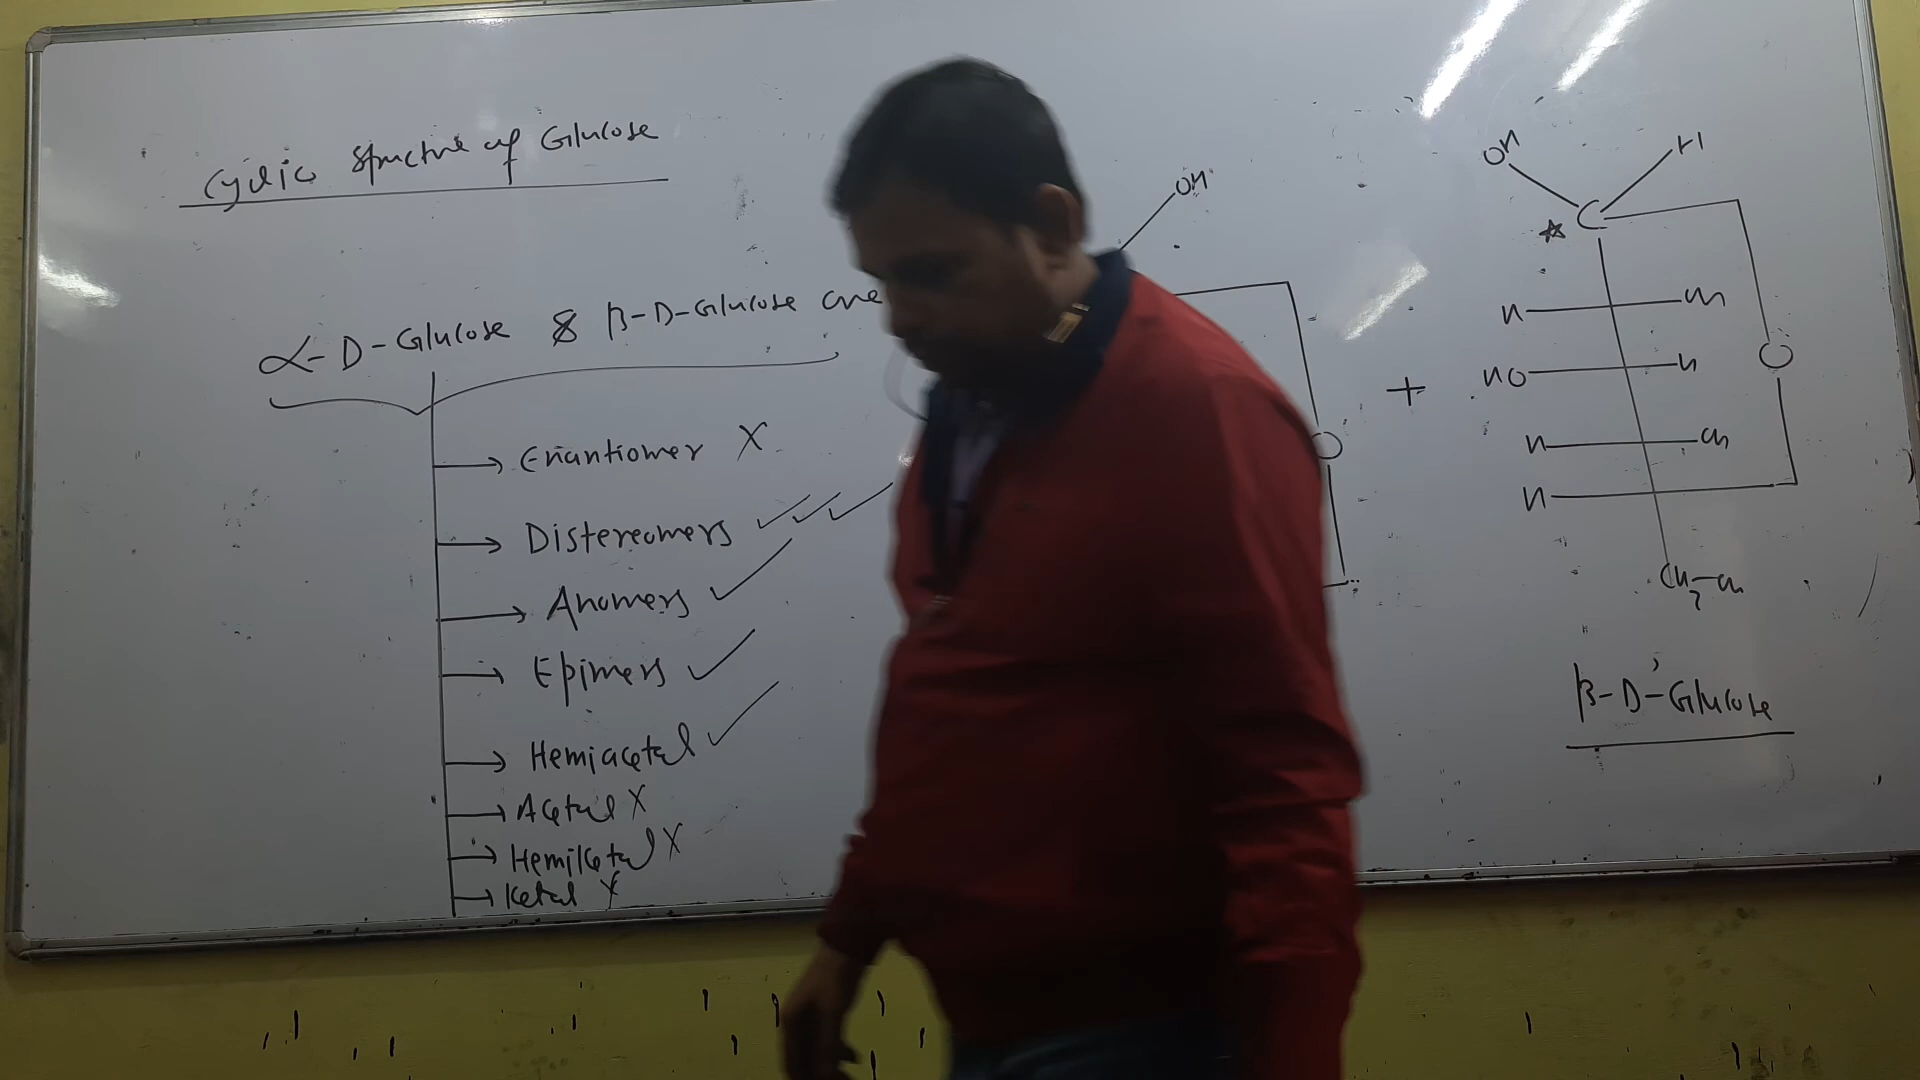 Cyclic Structure of Glucose
α-D-Glucose & β-D-Glucose are
→ Enantiomer X
→ Distereomers ✓✓✓
→ Anomers ✓
→ Epimers ✓
→ Hemiacetal ✓
→ Acetal X
→ Hemiketal X
→ Ketal X
OH
O
+
OH H
* C
H OH
HO H
O
H OH
H
CH2-OH
β-D-Glucose